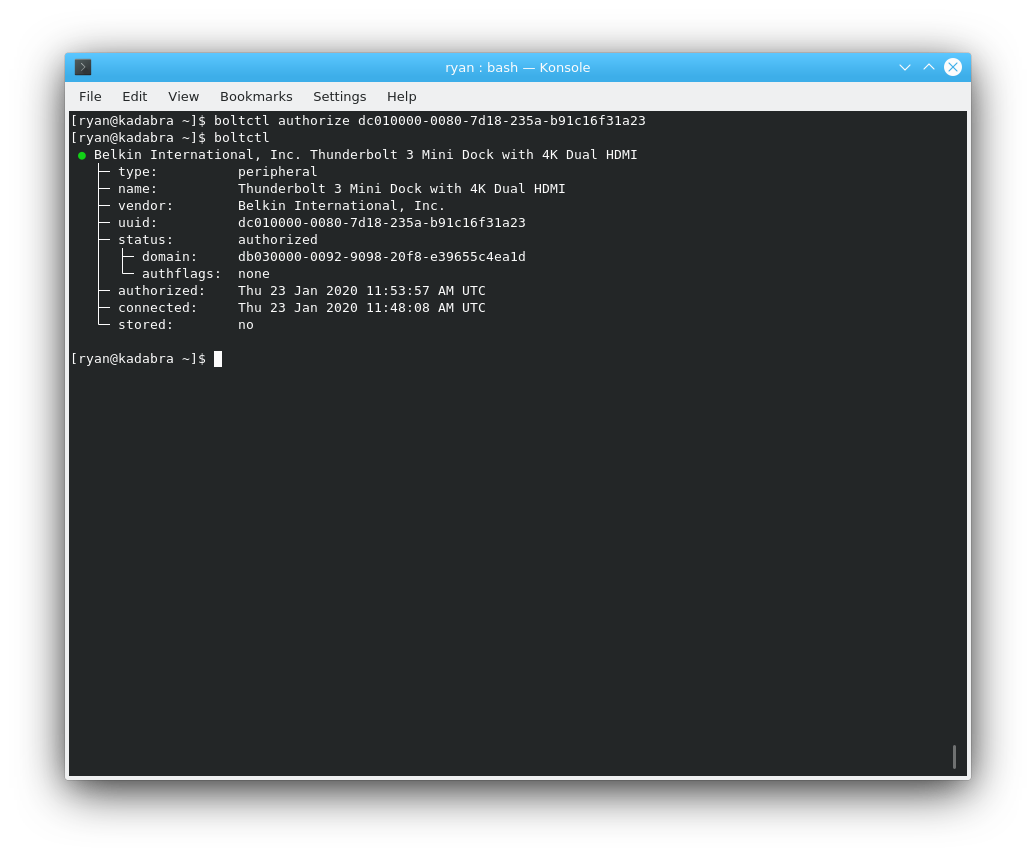 ryan : bash — Konsole
File Edit View Bookmarks Settings Help
[ryan@kadabra ~]$ boltctl authorize dc010000-0080-7d18-235a-b91c16f31a23
[ryan@kadabra ~]$ boltctl
● Belkin International, Inc. Thunderbolt 3 Mini Dock with 4K Dual HDMI
├─ type: peripheral
├─ name: Thunderbolt 3 Mini Dock with 4K Dual HDMI
├─ vendor: Belkin International, Inc.
├─ uuid: dc010000-0080-7d18-235a-b91c16f31a23
├─ status: authorized
│ ├─ domain: db030000-0092-9098-20f8-e39655c4ea1d
│ └─ authflags: none
├─ authorized: Thu 23 Jan 2020 11:53:57 AM UTC
├─ connected: Thu 23 Jan 2020 11:48:08 AM UTC
└─ stored: no
[ryan@kadabra ~]$